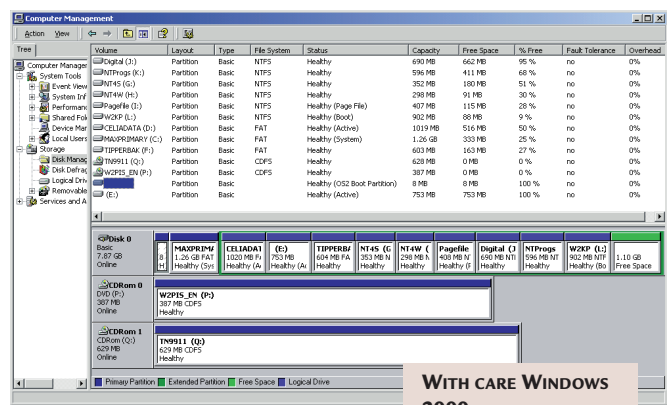 Computer Management
Action View
Tree
Computer Manager
System Tools
Event View
System Inf
Performanc
Shared Fol
Device Mar
Local Users
Storage
Disk Manag
Disk Defrag
Logical Driv
Removable
Services and A
Volume Layout Type File System Status Capacity Free Space % Free Fault Tolerance Overhead
Digital (J:) Partition Basic NTFS Healthy 690 MB 662 MB 95 % no 0%
NTProgs (K:) Partition Basic NTFS Healthy 596 MB 411 MB 68 % no 0%
NT4S (G:) Partition Basic NTFS Healthy 352 MB 180 MB 51 % no 0%
NT4W (H:) Partition Basic NTFS Healthy 298 MB 91 MB 30 % no 0%
Pagefile (I:) Partition Basic NTFS Healthy (Page File) 407 MB 115 MB 28 % no 0%
W2KP (L:) Partition Basic NTFS Healthy (Boot) 902 MB 88 MB 9 % no 0%
CELIADATA (D:) Partition Basic FAT Healthy (Active) 1019 MB 516 MB 50 % no 0%
MAXPRIMARY (C:) Partition Basic FAT Healthy (System) 1.26 GB 333 MB 25 % no 0%
TIPPERBAK (F:) Partition Basic FAT Healthy 603 MB 163 MB 27 % no 0%
TN9911 (Q:) Partition Basic CDFS Healthy 628 MB 0 MB 0 % no 0%
W2PIS_EN (P:) Partition Basic CDFS Healthy 387 MB 0 MB 0 % no 0%
Partition Basic Healthy (OS2 Boot Partition) 8 MB 8 MB 100 % no 0%
(E:) Partition Basic Healthy (Active) 753 MB 753 MB 100 % no 0%
Disk 0
Basic
7.87 GB
Online
8
H
MAXPRIM
1.26 GB FAT
Healthy (Sys
CELIADAT
1020 MB F
Healthy (A
(E:)
753 MB
Healthy (A
TIPPERB
604 MB FA
Healthy
NT4S (G
353 MB N
Healthy
NT4W (
298 MB N
Healthy
Pagefile
408 MB N
Healthy (F
Digital (J
690 MB NT
Healthy
NTProgs
596 MB NT
Healthy
W2KP (L:)
902 MB NTF
Healthy (Bo
1.10 GB
Free Space
CDRom 0
DVD (P:)
387 MB
Online
W2PIS_EN (P:)
387 MB CDFS
Healthy
CDRom 1
CDRom (Q:)
629 MB
Online
TN9911 (Q:)
629 MB CDFS
Healthy
Primary Partition Extended Partition Free Space Logical Drive
WITH CARE WINDOWS